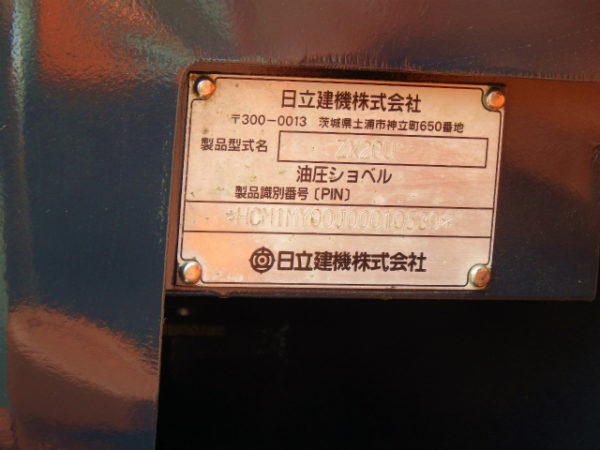 日立建機株式会社
〒300-0013 茨城県土浦市神立町650番地
製品型式名 ZX20U
油圧ショベル
製品識別番号〔PIN〕
日立建機株式会社